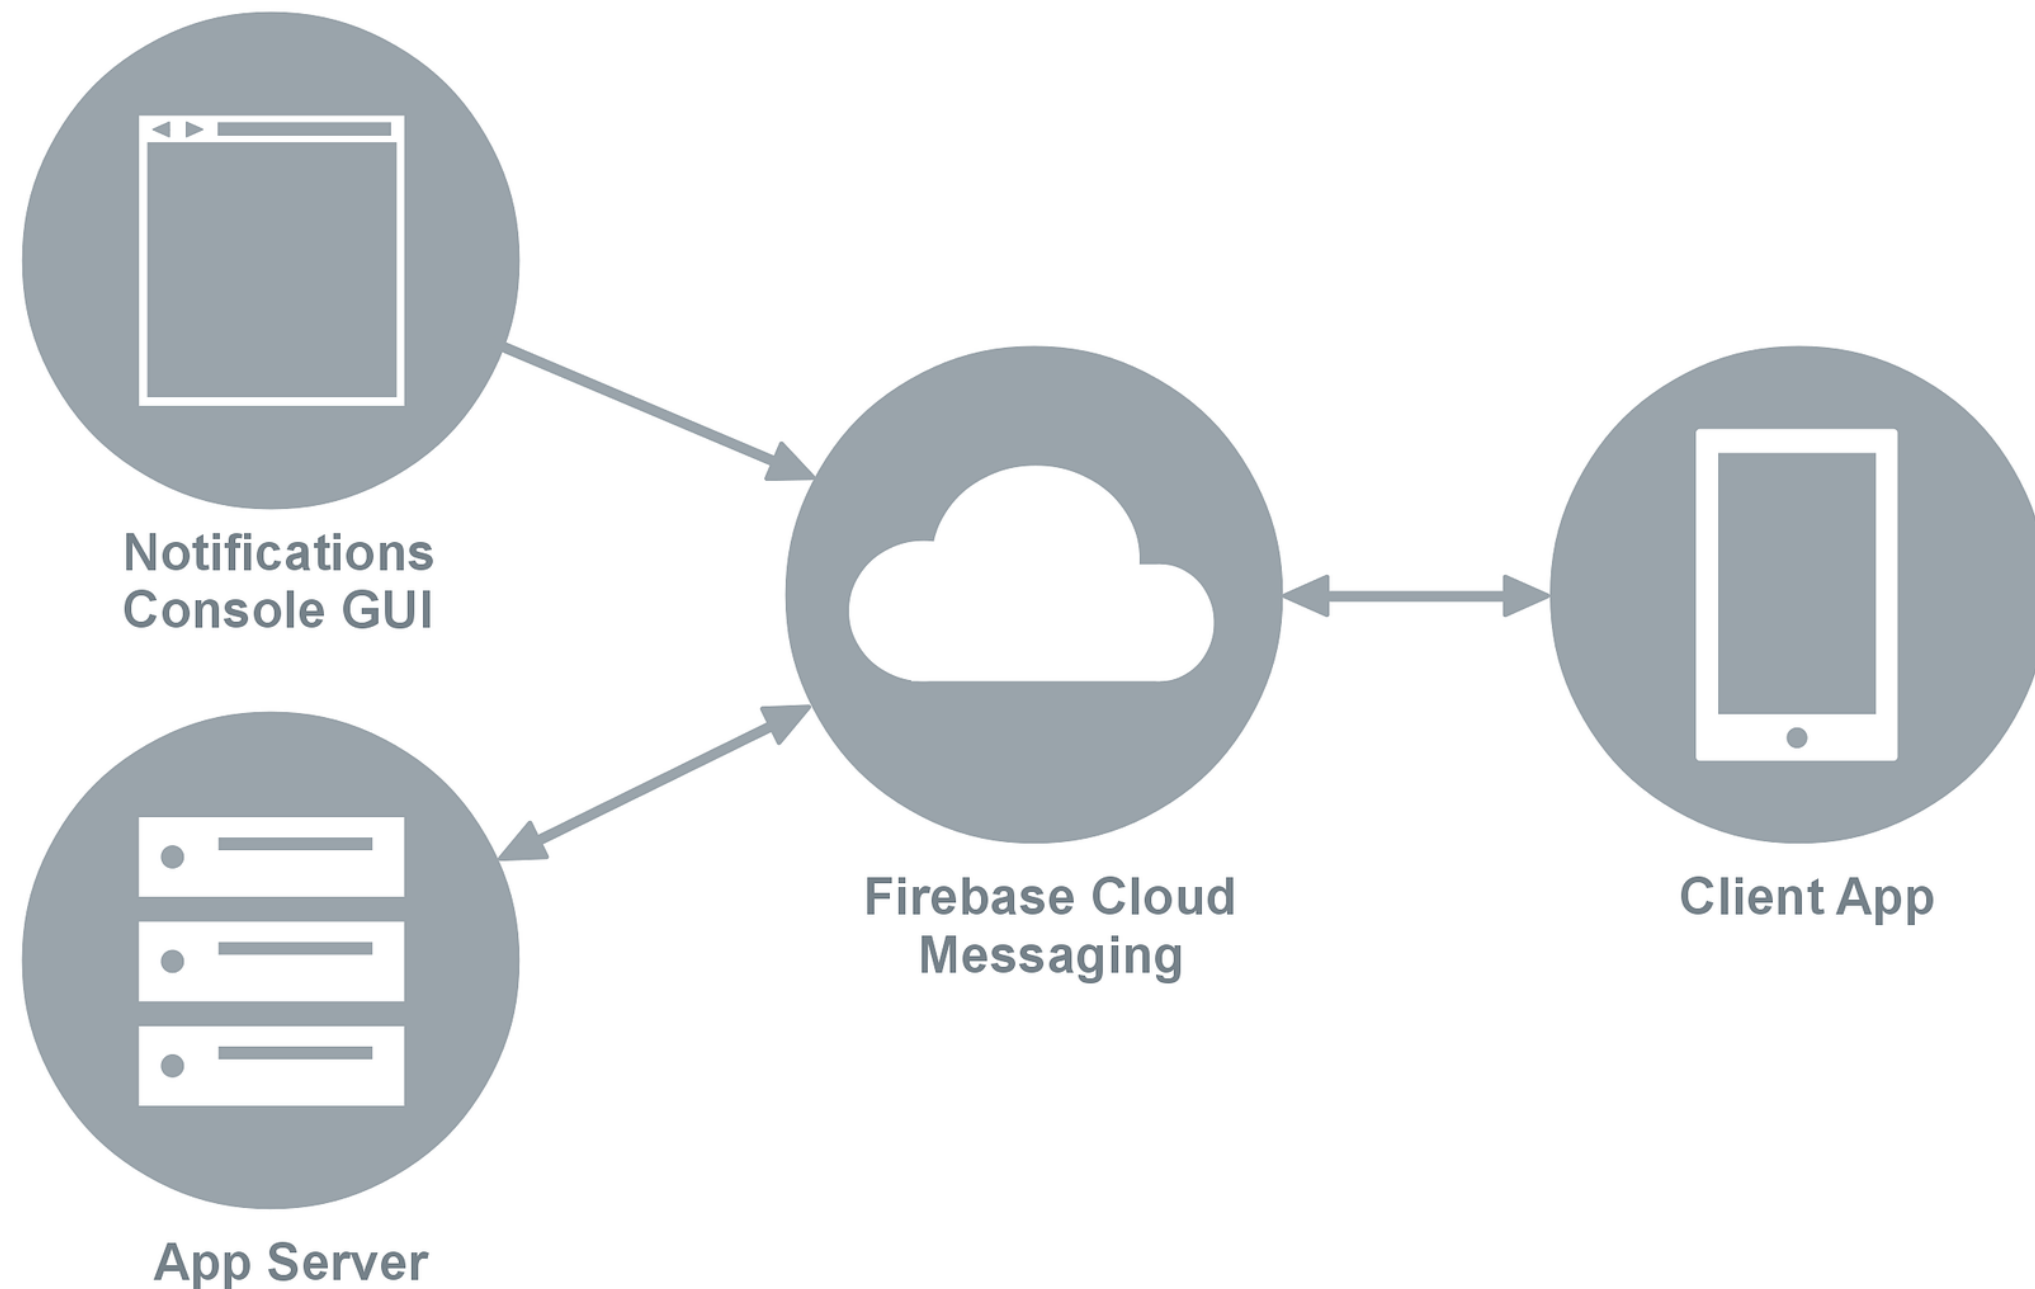 Notifications
Console GUI
Firebase Cloud
Messaging
Client App
App Server